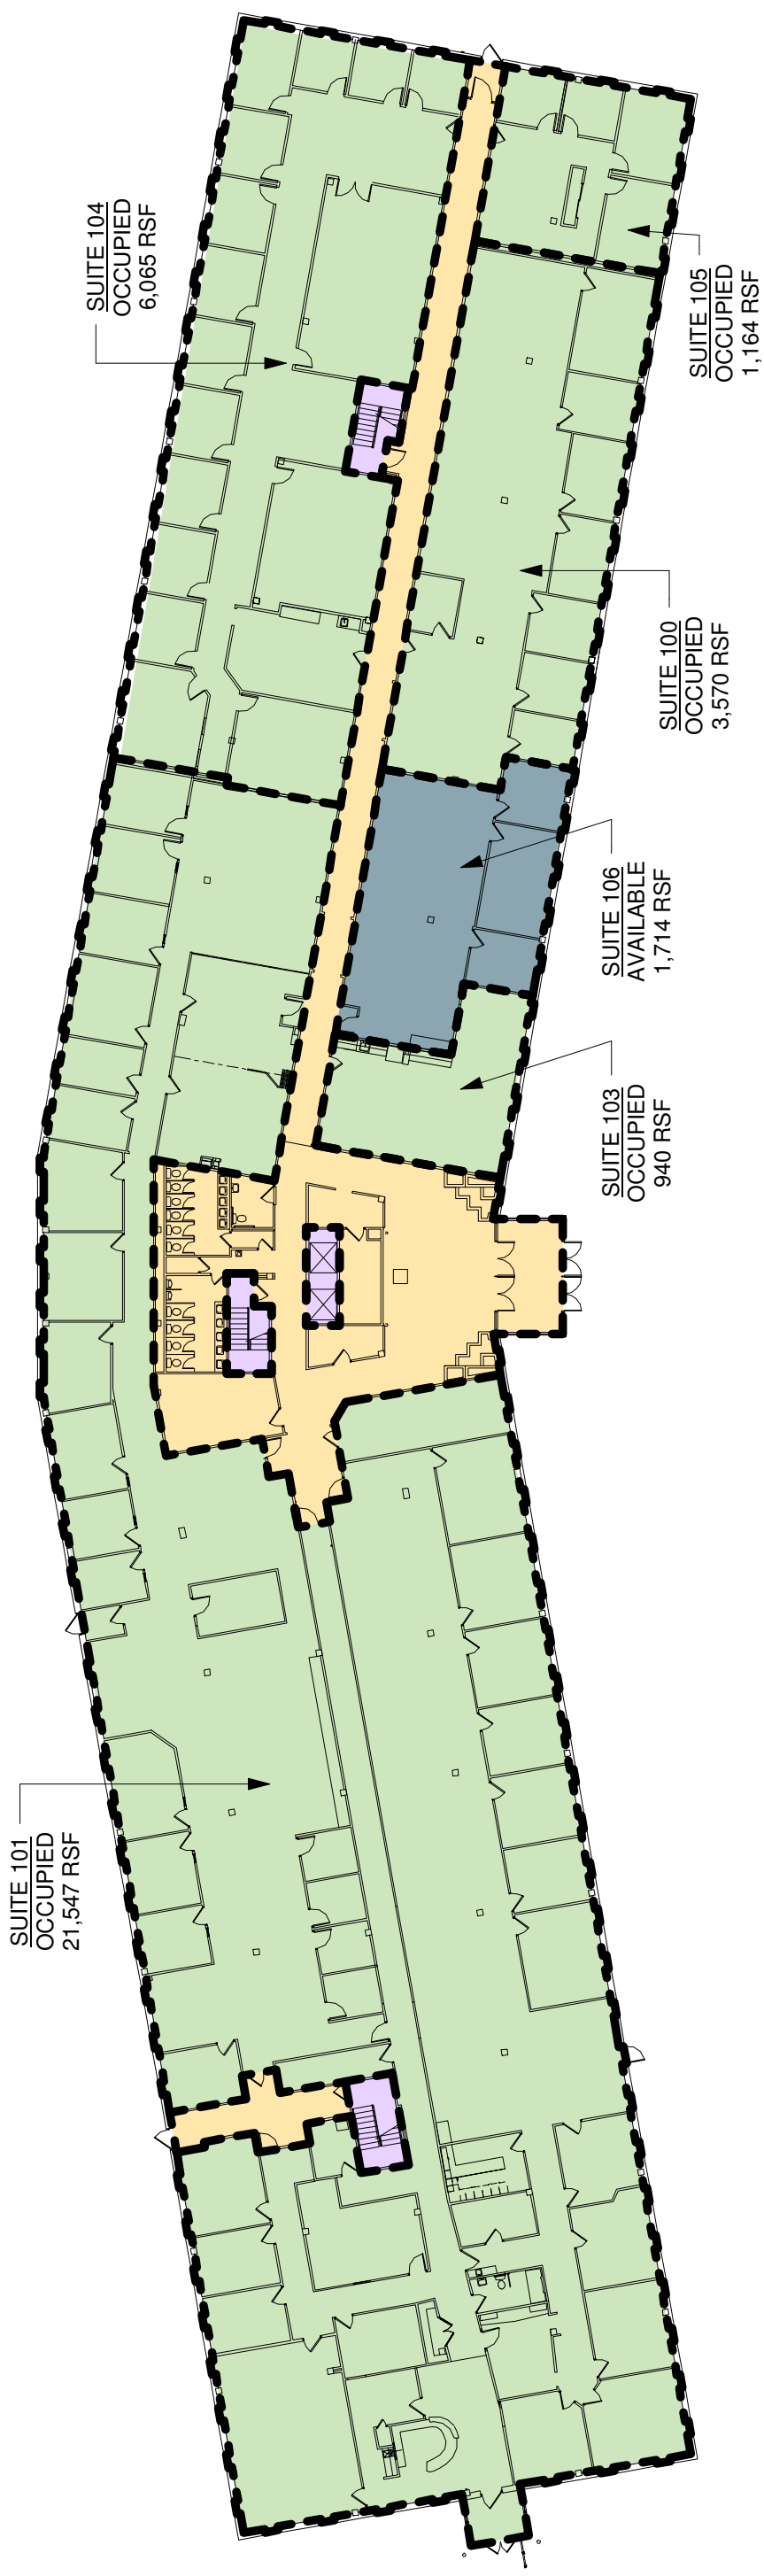 SUITE 104
OCCUPIED
6,065 RSF
SUITE 105
OCCUPIED
1,164 RSF
SUITE 100
OCCUPIED
3,570 RSF
SUITE 106
AVAILABLE
1,714 RSF
SUITE 103
OCCUPIED
940 RSF
SUITE 101
OCCUPIED
21,547 RSF